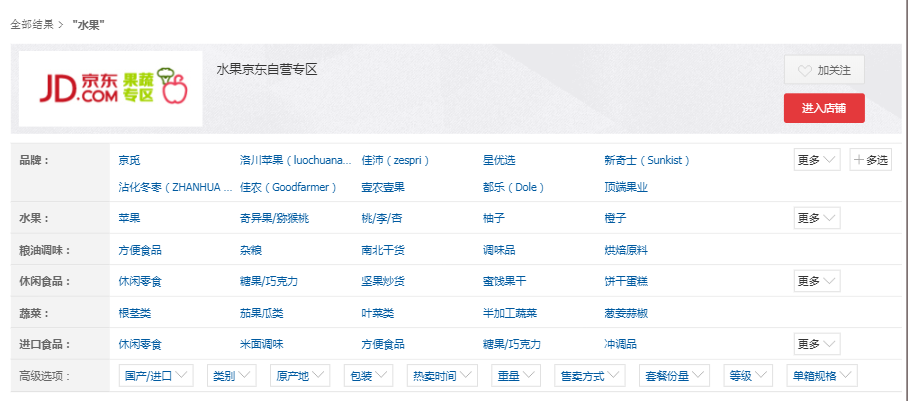 全部结果 > "水果"
JD.COM 京东 果蔬专区
水果京东自营专区
加关注
进入店铺
品牌： 京觅 洛川苹果（luochuana... 佳沛（zespri） 星优选 新奇士（Sunkist） 更多 多选
沾化冬枣（ZHANHUA ... 佳农（Goodfarmer） 壹农壹果 都乐（Dole） 顶端果业
水果： 苹果 奇异果/猕猴桃 桃/李/杏 柚子 橙子 更多
粮油调味： 方便食品 杂粮 南北干货 调味品 烘焙原料
休闲食品： 休闲零食 糖果/巧克力 坚果炒货 蜜饯果干 饼干蛋糕 更多
蔬菜： 根茎类 茄果瓜类 叶菜类 半加工蔬菜 葱姜蒜椒
进口食品： 休闲零食 米面调味 方便食品 糖果/巧克力 冲调品 更多
高级选项： 国产/进口 类别 原产地 包装 热卖时间 重量 售卖方式 套餐份量 等级 单箱规格